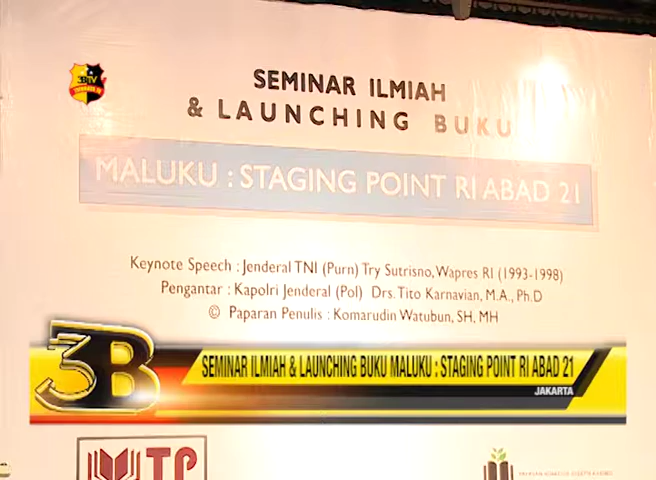 SEMINAR ILMIAH
& LAUNCHING BUKU
MALUKU : STAGING POINT RI ABAD 21
Keynote Speech : Jenderal TNI (Purn) Try Sutrisno, Wapres RI (1993-1998)
Pengantar : Kapolri Jenderal (Pol) Drs. Tito Karnavian, M.A., Ph.D
© Paparan Penulis : Komarudin Watubun, SH, MH
3B
SEMINAR ILMIAH & LAUNCHING BUKU MALUKU : STAGING POINT RI ABAD 21
JAKARTA